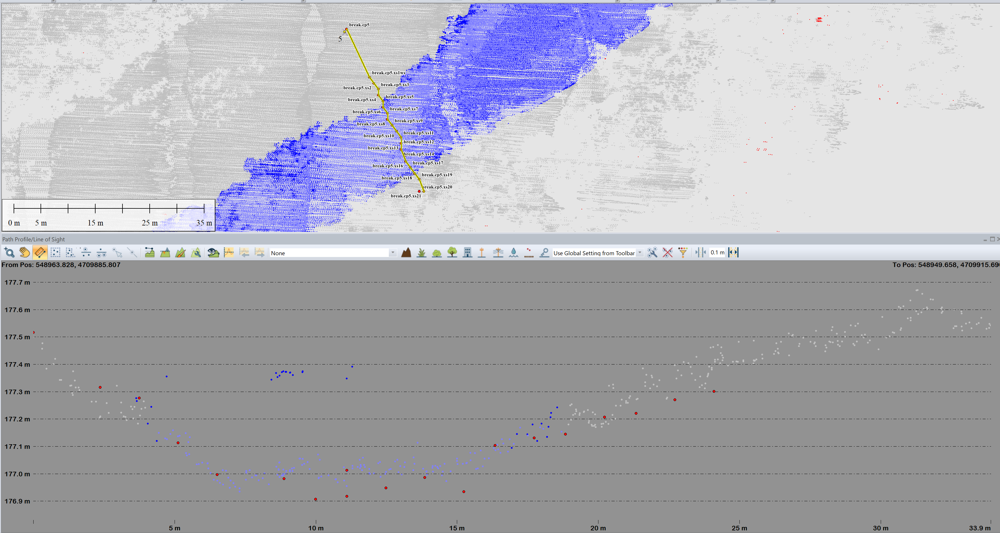 break.cp5
5
break.cp5.xs1ws
break.cp5.xs3
break.cp5.xs2
break.cp5.xs5
break.cp5.xs4
break.cp5.xs7
break.cp5.xs6
break.cp5.xs9
break.cp5.xs8
break.cp5.xs11
break.cp5.xs10
break.cp5.xs12
break.cp5.xs13
break.cp5.xs14
break.cp5.xs17
break.cp5.xs16
break.cp5.xs19
break.cp5.xs18
break.cp5.xs20
break.cp5.xs21
0 m 5 m 15 m 25 m 35 m
Path Profile/Line of Sight
None Use Global Setting from Toolbar 0.1 m
From Pos: 548963.828, 4709885.807 To Pos: 548949.658,
177.7 m
177.6 m
177.5 m
177.4 m
177.3 m
177.2 m
177.1 m
177.0 m
176.9 m
5 m 10 m 15 m 20 m 25 m 30 m 33.9 m